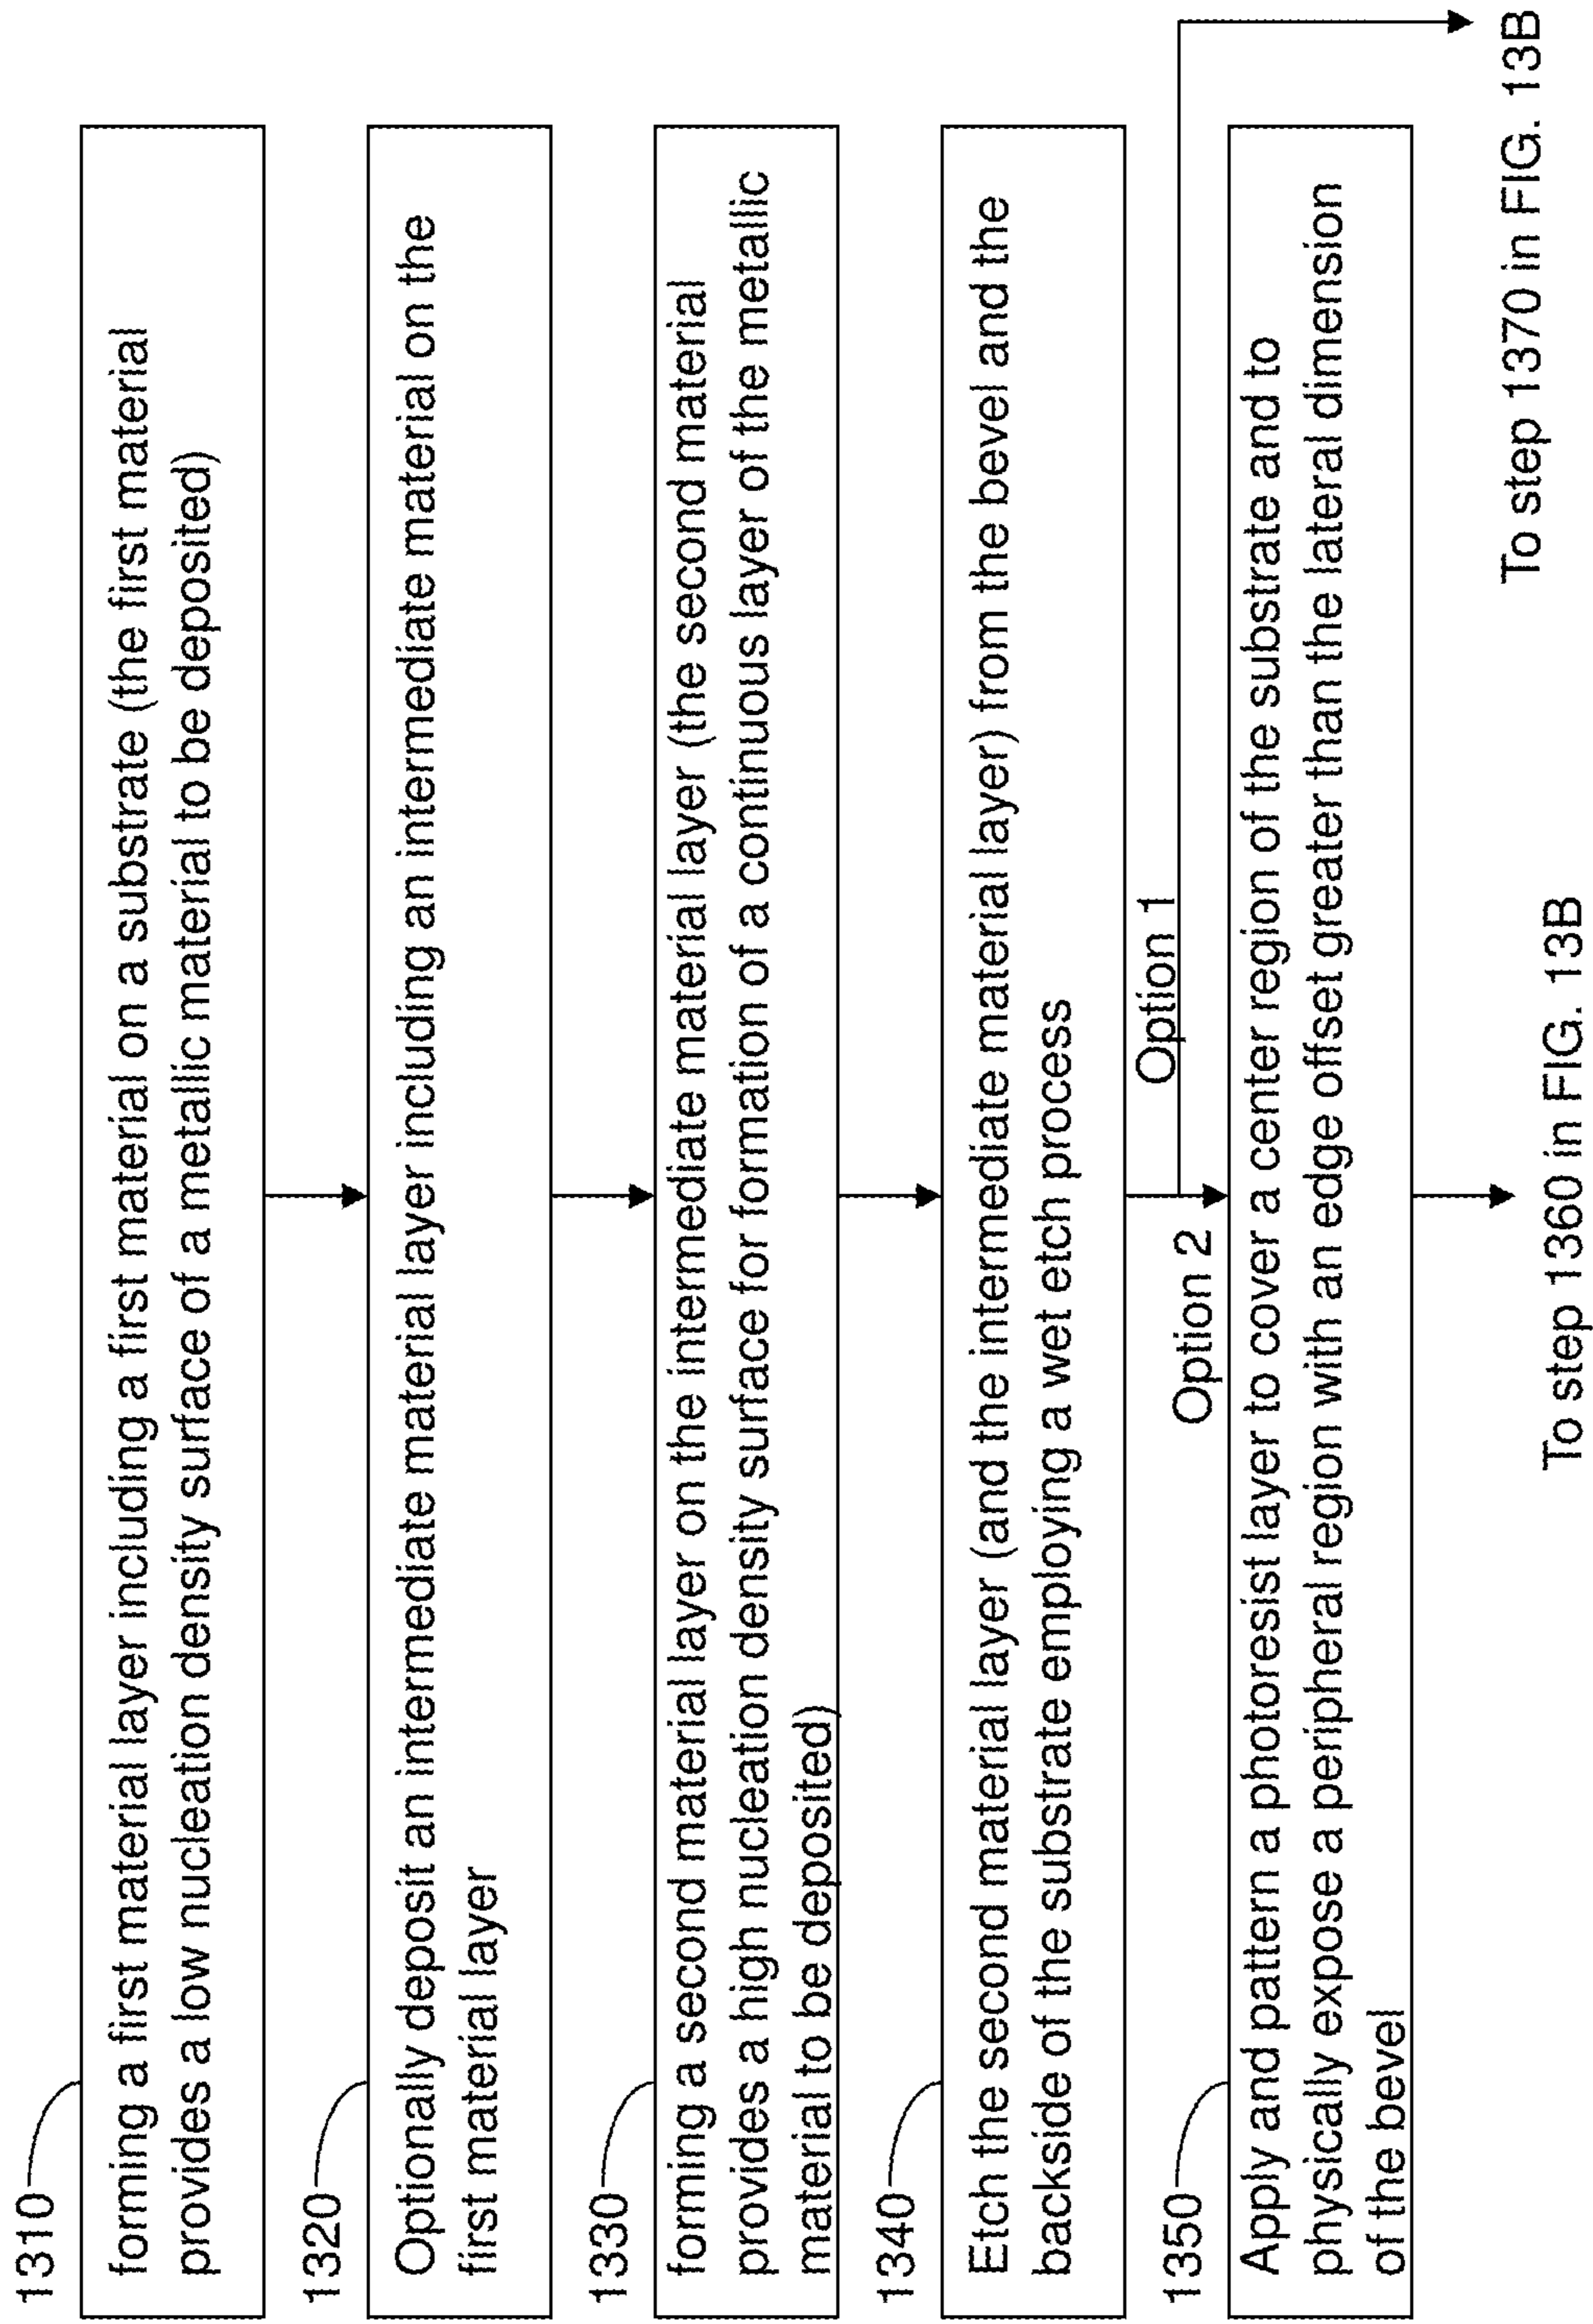 1310
forming a first material layer including a first material on a substrate (the first material
provides a low nucleation density surface of a metallic material to be deposited)
1320
Optionally deposit an intermediate material layer including an intermediate material on the
first material layer
1330
forming a second material layer on the intermediate material layer (the second material
provides a high nucleation density surface for formation of a continuous layer of the metallic
material to be deposited)
1340
Etch the second material layer (and the intermediate material layer) from the bevel and the
backside of the substrate employing a wet etch process
Option 1
Option 2
1350
Apply and pattern a photoresist layer to cover a center region of the substrate and to
physically expose a peripheral region with an edge offset greater than the lateral dimension
of the bevel
To step 1370 in FIG. 13B
To step 1360 in FIG. 13B